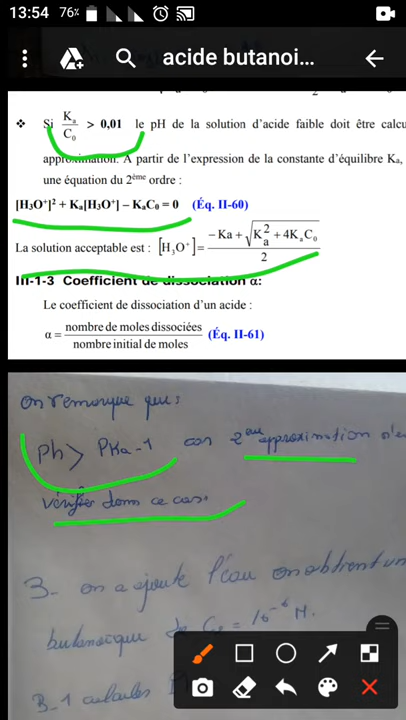 13:54 76%
acide butanoi...
❖ Si Ka/C0 > 0,01 le pH de la solution d'acide faible doit être calcu
approximation. A partir de l'expression de la constante d'équilibre Ka,
une équation du 2ème ordre :
[H3O+]² + Ka[H3O+] – KaC0 = 0 (Éq. II-60)
La solution acceptable est : [H3O+] = (– Ka + √(Ka² + 4KaC0)) / 2
III-1-3 Coefficient de dissociation α:
Le coefficient de dissociation d'un acide :
α = nombre de moles dissociées / nombre initial de moles (Éq. II-61)
on remarque que:
Ph > PKa-1 car 2eme approximation n'e
vérifier dans ce cas.
3- on a ajouté l'eau on obtient un
butanoique de = 10⁻⁶ M.
3-1 calculer